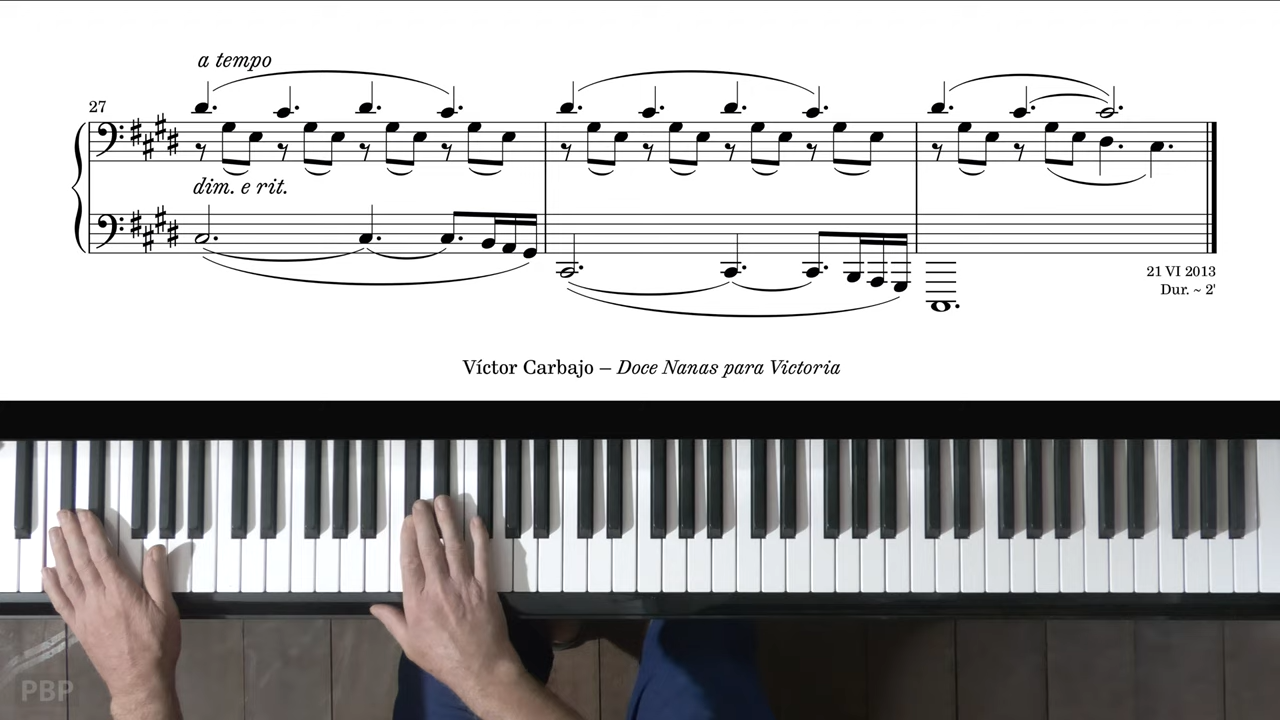 a tempo
27
dim. e rit.
21 VI 2013
Dur. ~ 2'
Víctor Carbajo – Doce Nanas para Victoria
PBP